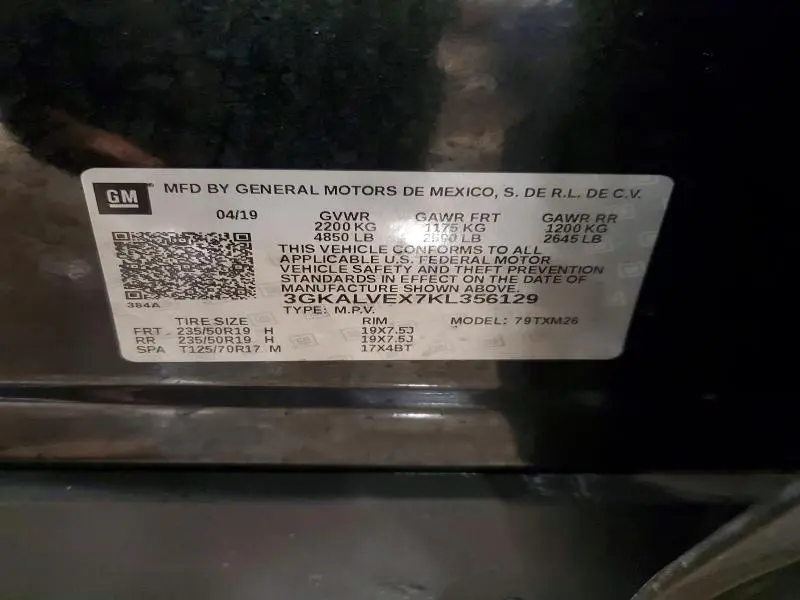 GM MFD BY GENERAL MOTORS DE MEXICO, S. DE R.L. DE C.V.
04/19 GVWR GAWR FRT GAWR RR
2200 KG 1175 KG 1200 KG
4850 LB LB 2645 LB
THIS VEHICLE CONFORMS TO ALL
APPLICABLE U.S. FEDERAL MOTOR
VEHICLE SAFETY AND THEFT PREVENTION
STANDARDS IN EFFECT ON THE DATE OF
MANUFACTURE SHOWN ABOVE.
384A 3GKALVEX7KL356129
TYPE: M.P.V.
TIRE SIZE RIM MODEL: 79TXM26
FRT 235/50R19 H 19X7.5J
RR 235/50R19 H 19X7.5J
SPA T125/70R17 M 17X4BT